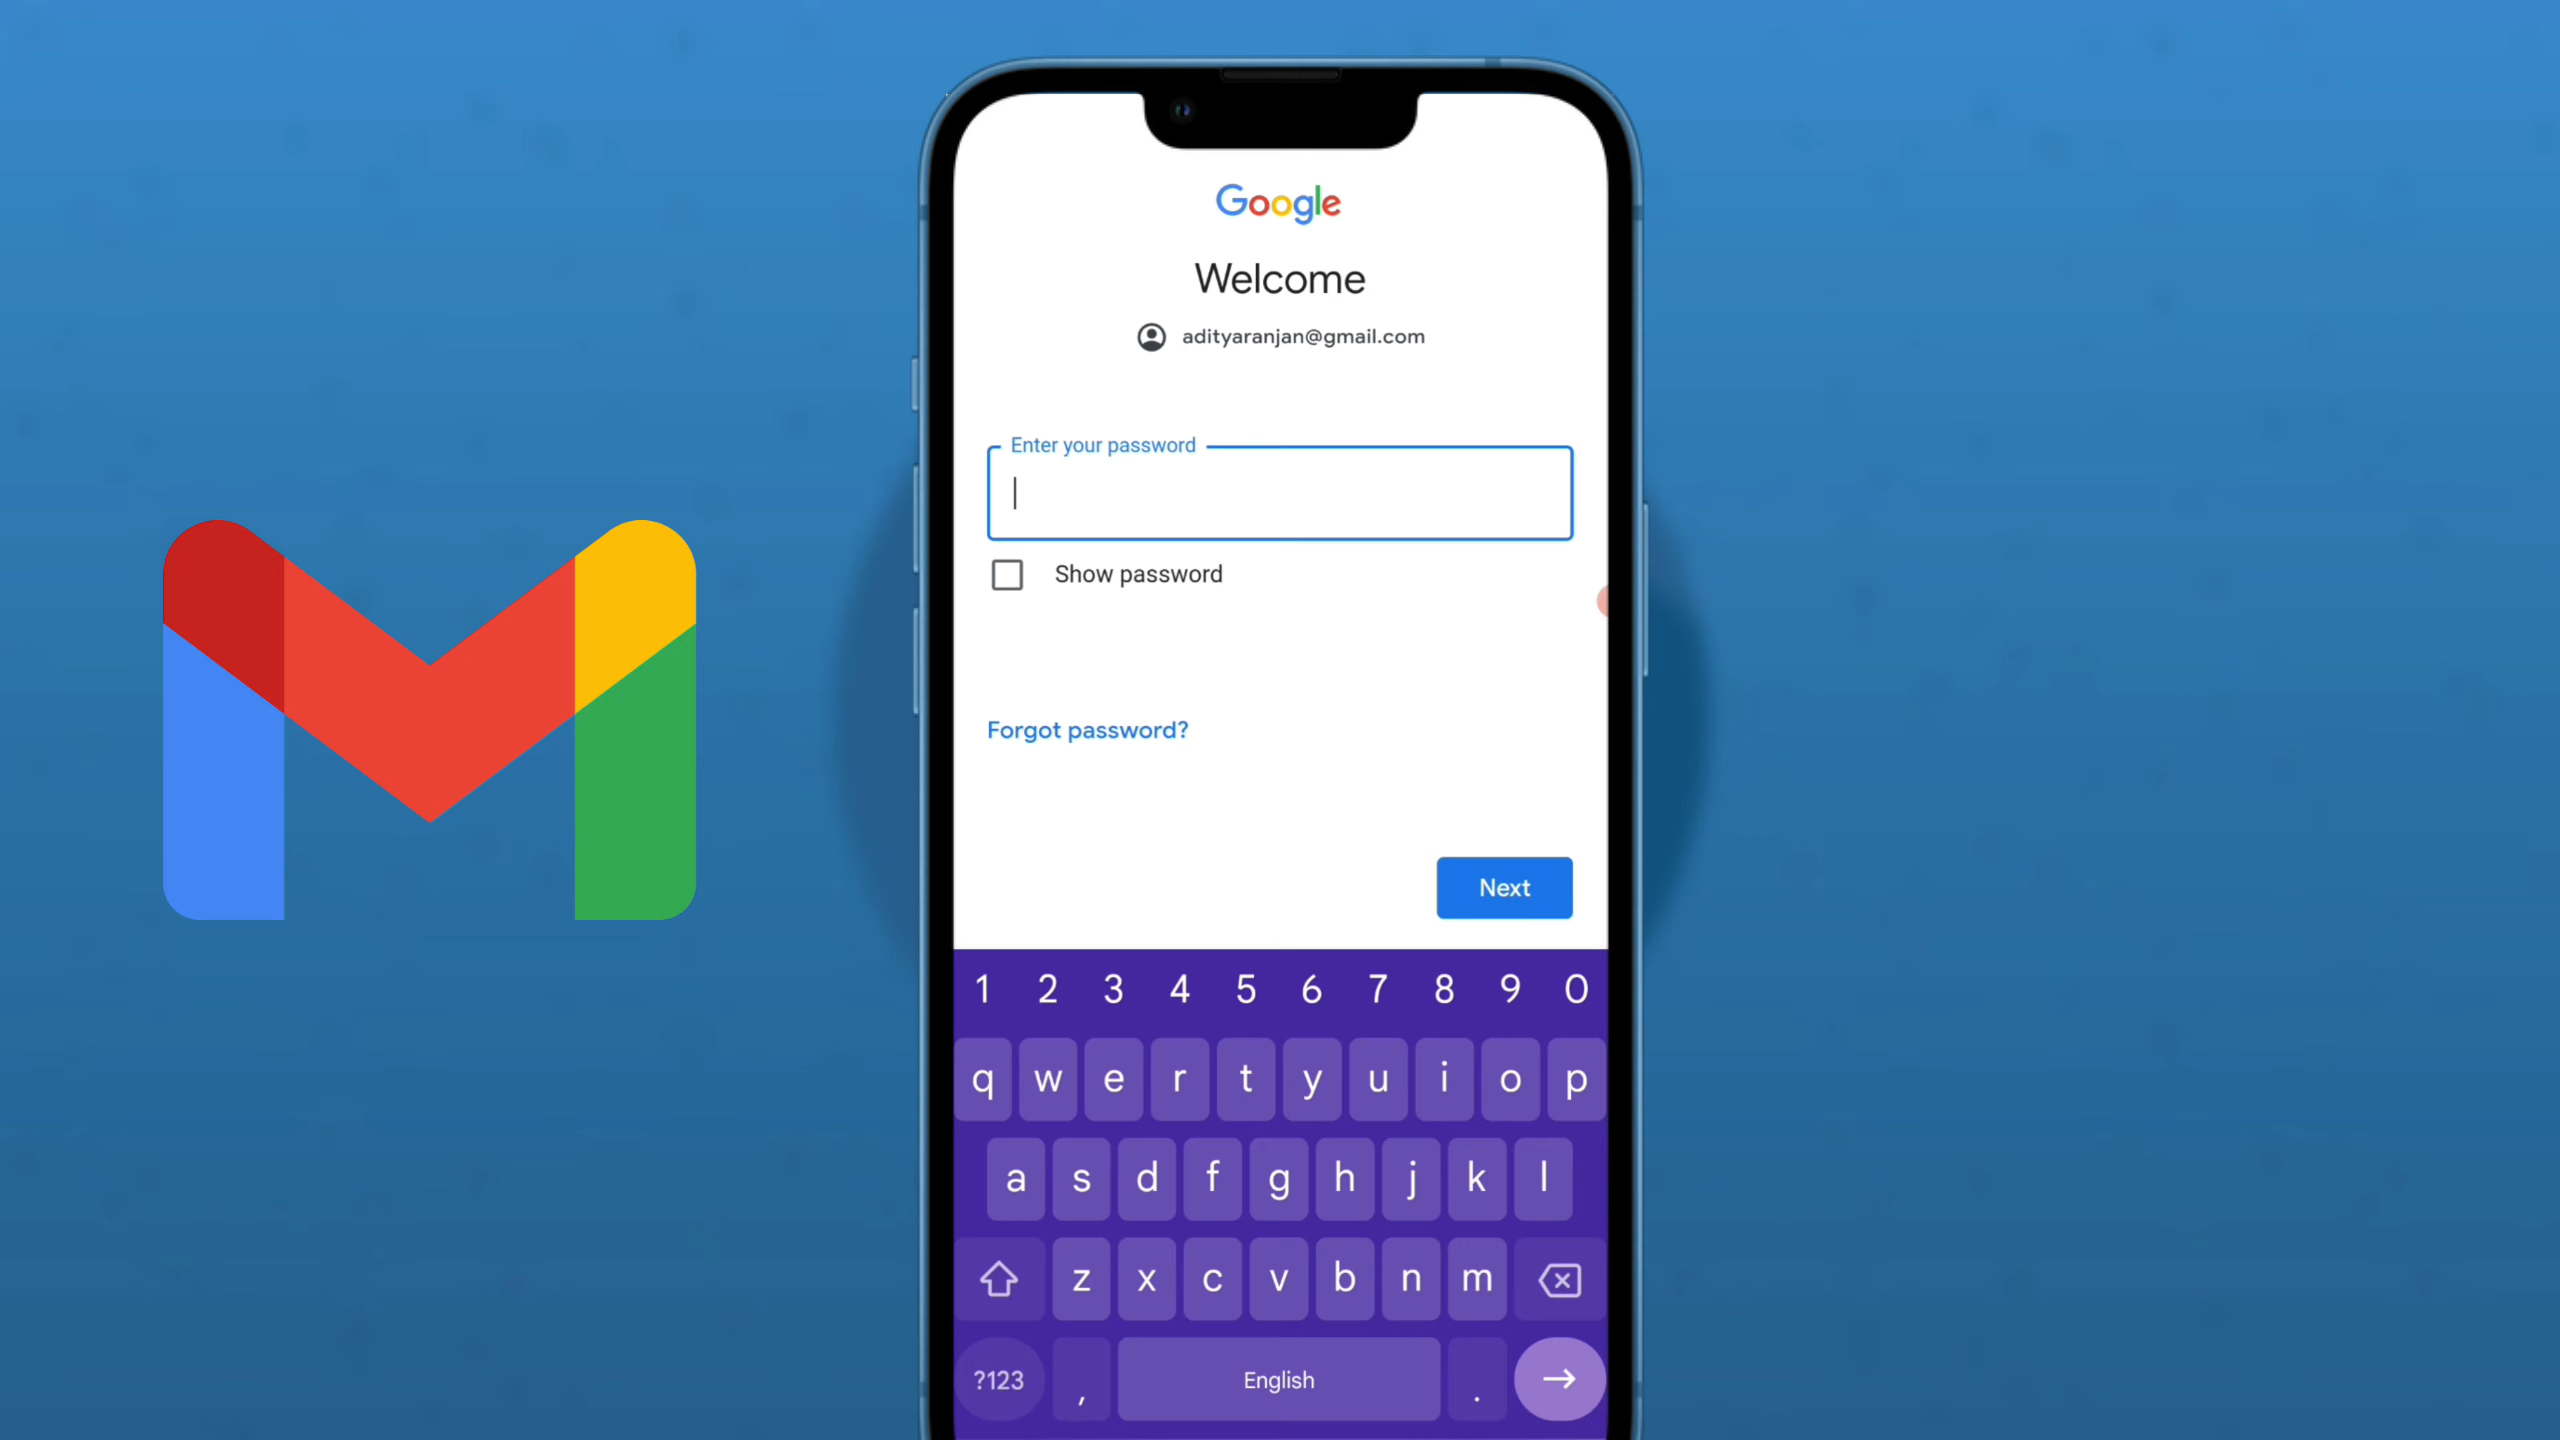 Google
Welcome
adityaranjan@gmail.com
Enter your password
Show password
Forgot password?
Next
1 2 3 4 5 6 7 8 9 0
q w e r t y u i o p
a s d f g h j k l
z x c v b n m
?123 , English .